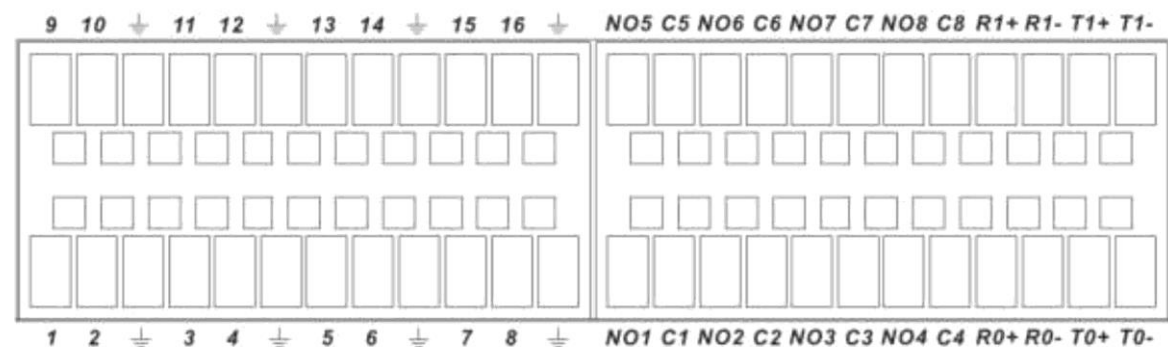 9 10 ⏚ 11 12 ⏚ 13 14 ⏚ 15 16 ⏚ NO5 C5 NO6 C6 NO7 C7 NO8 C8 R1+ R1- T1+ T1-
1 2 ⏚ 3 4 ⏚ 5 6 ⏚ 7 8 ⏚ NO1 C1 NO2 C2 NO3 C3 NO4 C4 R0+ R0- T0+ T0-